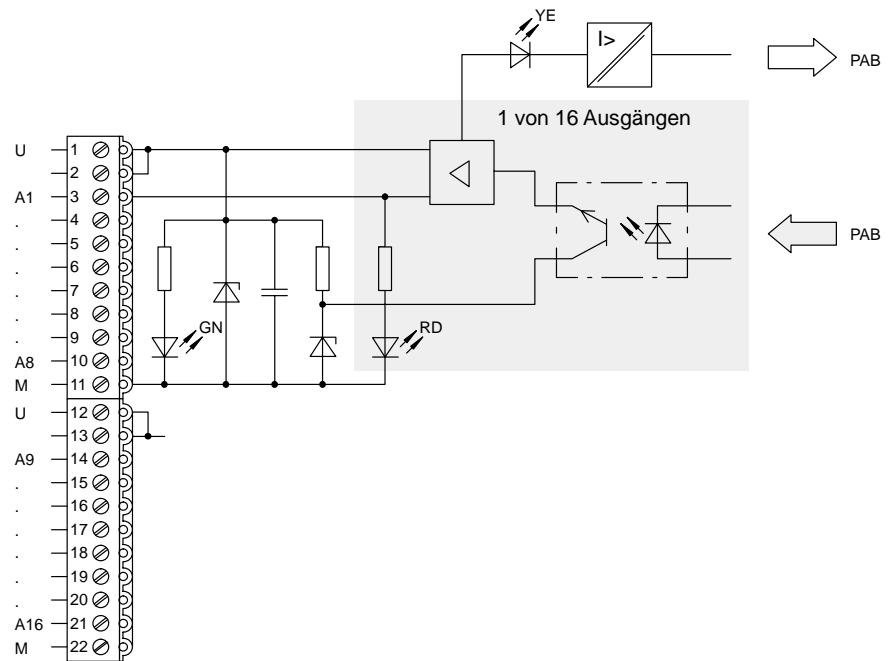 YE
I>
PAB
1 von 16 Ausgängen
U 1
2
A1 3
. 4
. 5
. 6
. 7
. 8
. 9
A8 10
M 11
PAB
GN
RD
U 12
13
A9 14
. 15
. 16
. 17
. 18
. 19
. 20
A16 21
M 22